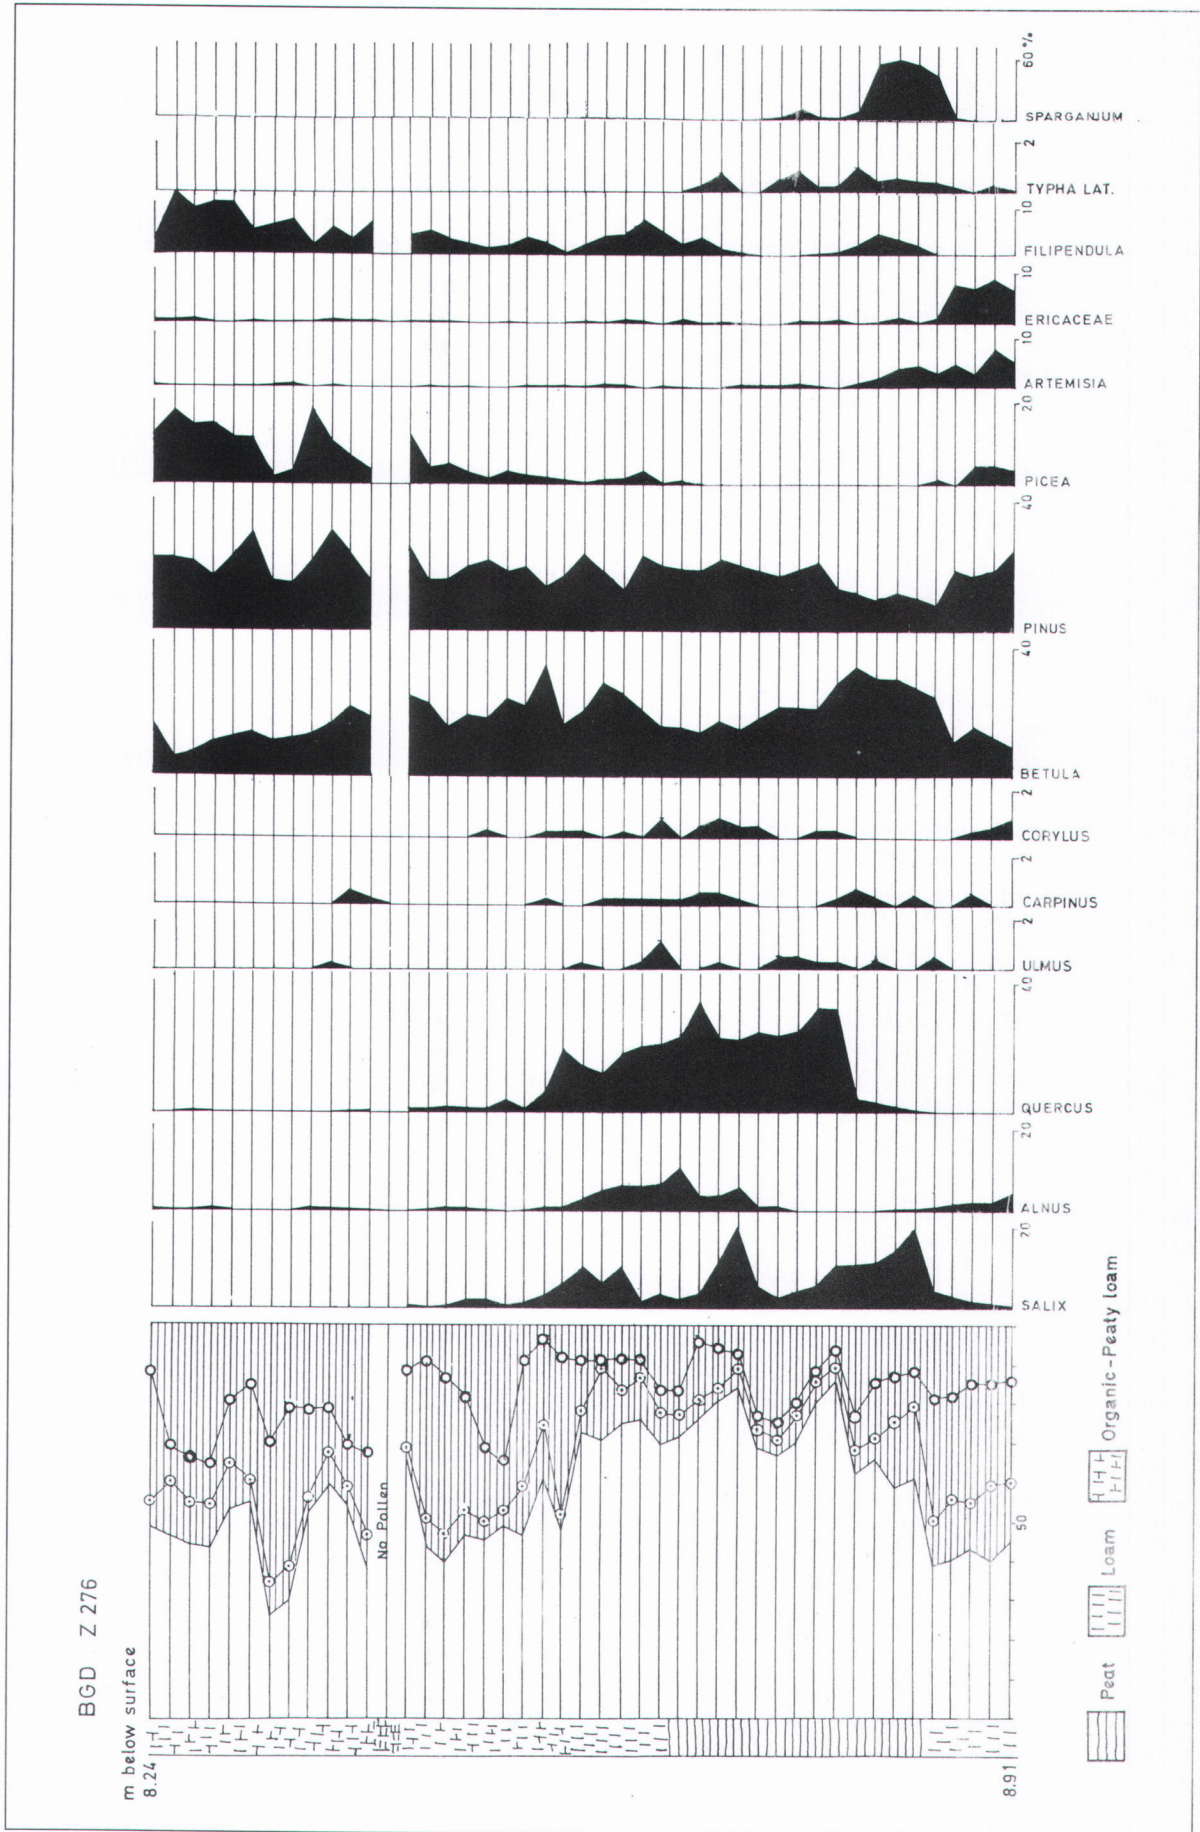 BGD Z 276
m below surface
8.24
8.91
No Pollen
50
SALIX
20
ALNUS
20
QUERCUS
40
ULMUS
2
CARPINUS
2
CORYLUS
2
BETULA
40
PINUS
40
PICEA
20
ARTEMISIA
10
ERICACEAE
10
FILIPENDULA
10
TYPHA LAT.
2
SPARGANIUM
60 %
Peat
Loam
Organic-Peaty loam